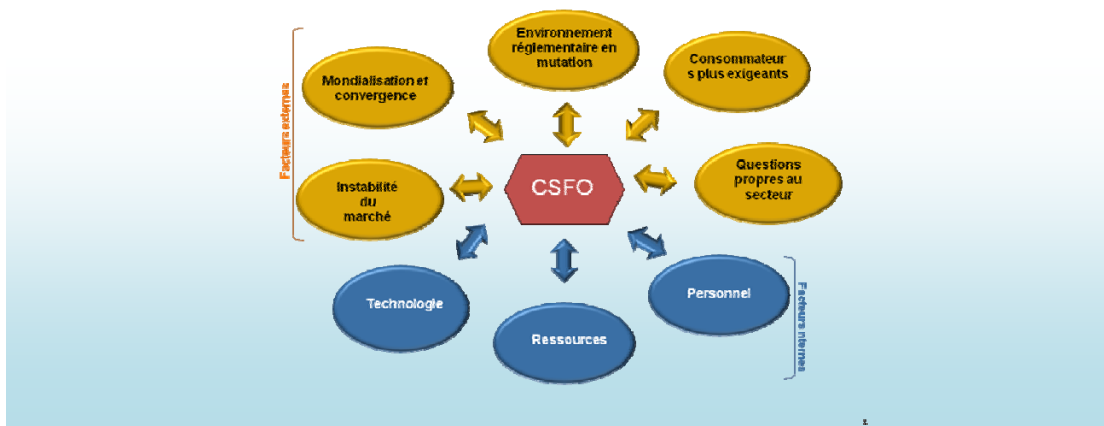 Environnement
réglementaire en
mutation
Consommateur
s plus exigeants
Mondialisation et
convergence
Facteurs externes
Questions
propres au
secteur
CSFO
Instabilité
du
marché
Technologie
Personnel
Ressources
Facteurs nternes